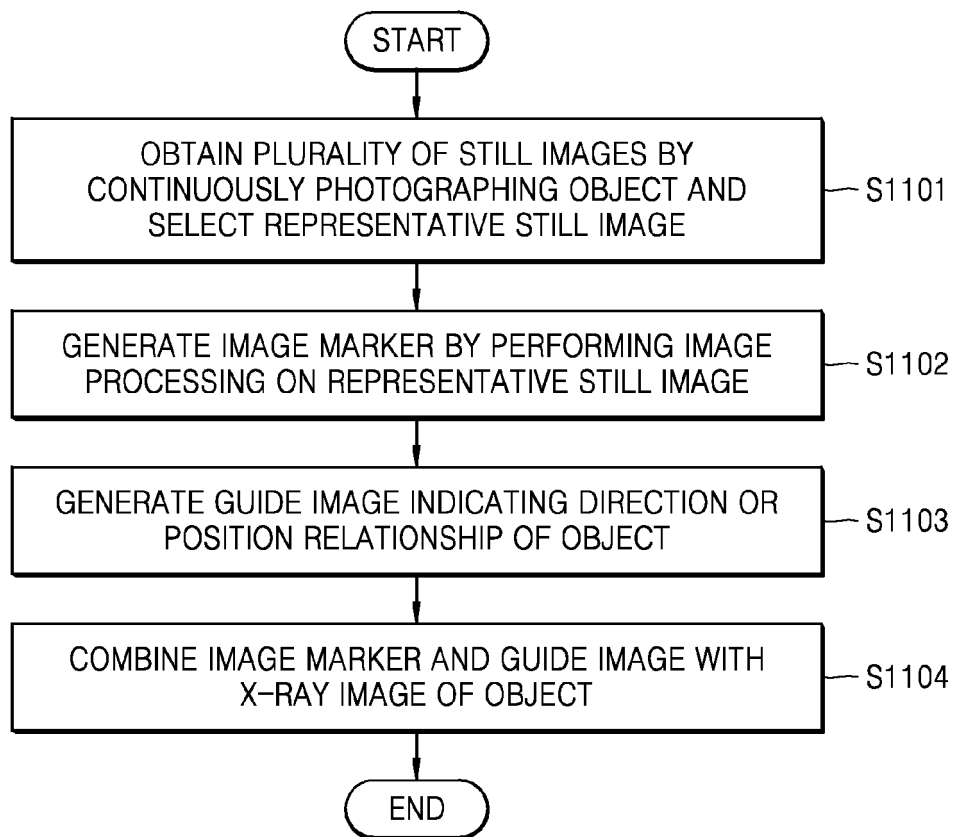 START
OBTAIN PLURALITY OF STILL IMAGES BY
CONTINUOUSLY PHOTOGRAPHING OBJECT AND
SELECT REPRESENTATIVE STILL IMAGE
S1101
GENERATE IMAGE MARKER BY PERFORMING IMAGE
PROCESSING ON REPRESENTATIVE STILL IMAGE
S1102
GENERATE GUIDE IMAGE INDICATING DIRECTION OR
POSITION RELATIONSHIP OF OBJECT
S1103
COMBINE IMAGE MARKER AND GUIDE IMAGE WITH
X-RAY IMAGE OF OBJECT
S1104
END